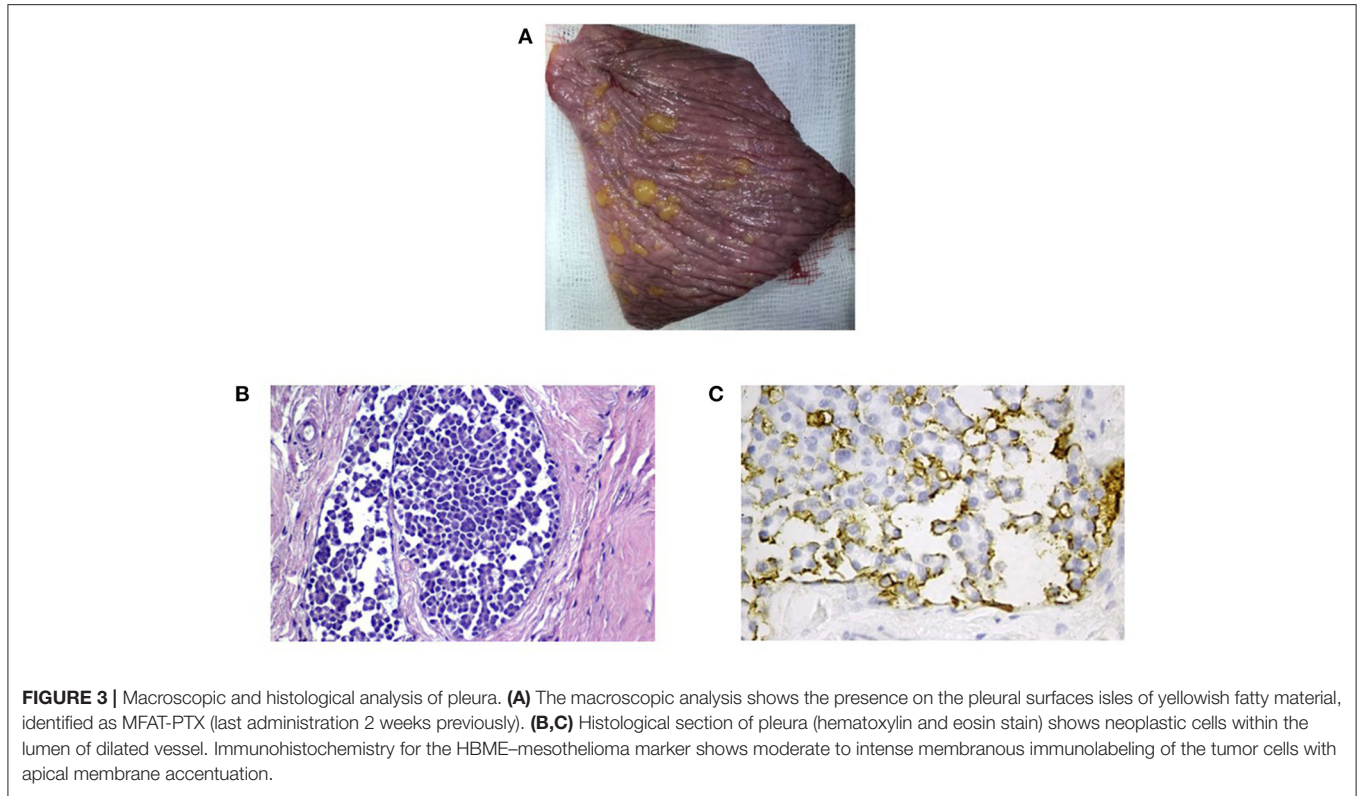 A
B
C
FIGURE 3 | Macroscopic and histological analysis of pleura. (A) The macroscopic analysis shows the presence on the pleural surfaces isles of yellowish fatty material,
identified as MFAT-PTX (last administration 2 weeks previously). (B,C) Histological section of pleura (hematoxylin and eosin stain) shows neoplastic cells within the
lumen of dilated vessel. Immunohistochemistry for the HBME–mesothelioma marker shows moderate to intense membranous immunolabeling of the tumor cells with
apical membrane accentuation.